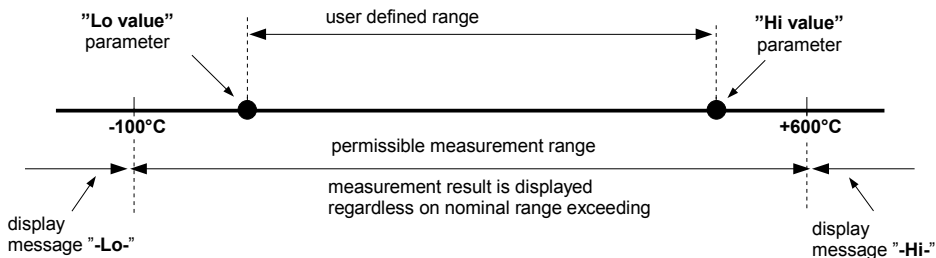 ”Lo value”
parameter
user defined range
”Hi value”
parameter
-100°C
+600°C
permissible measurement range
measurement result is displayed
regardless on nominal range exceeding
display
message ”-Lo-”
display
message ”-Hi-”